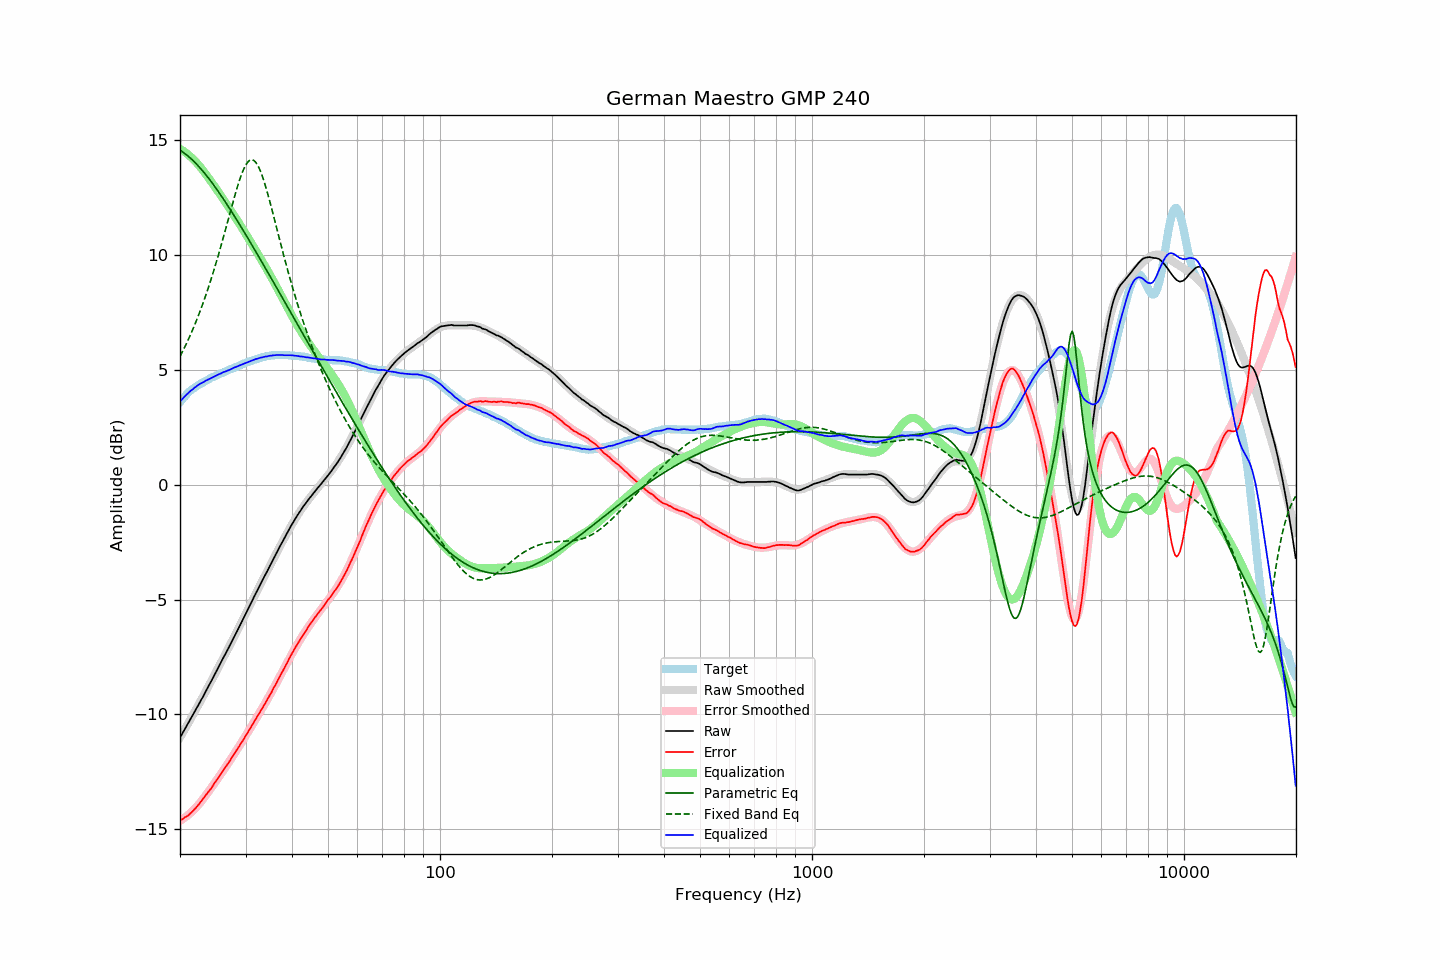 German Maestro GMP 240
15
10
5
0
−5
−10
−15
Amplitude (dBr)
100
1000
10000
Frequency (Hz)
Target
Raw Smoothed
Error Smoothed
Raw
Error
Equalization
Parametric Eq
Fixed Band Eq
Equalized